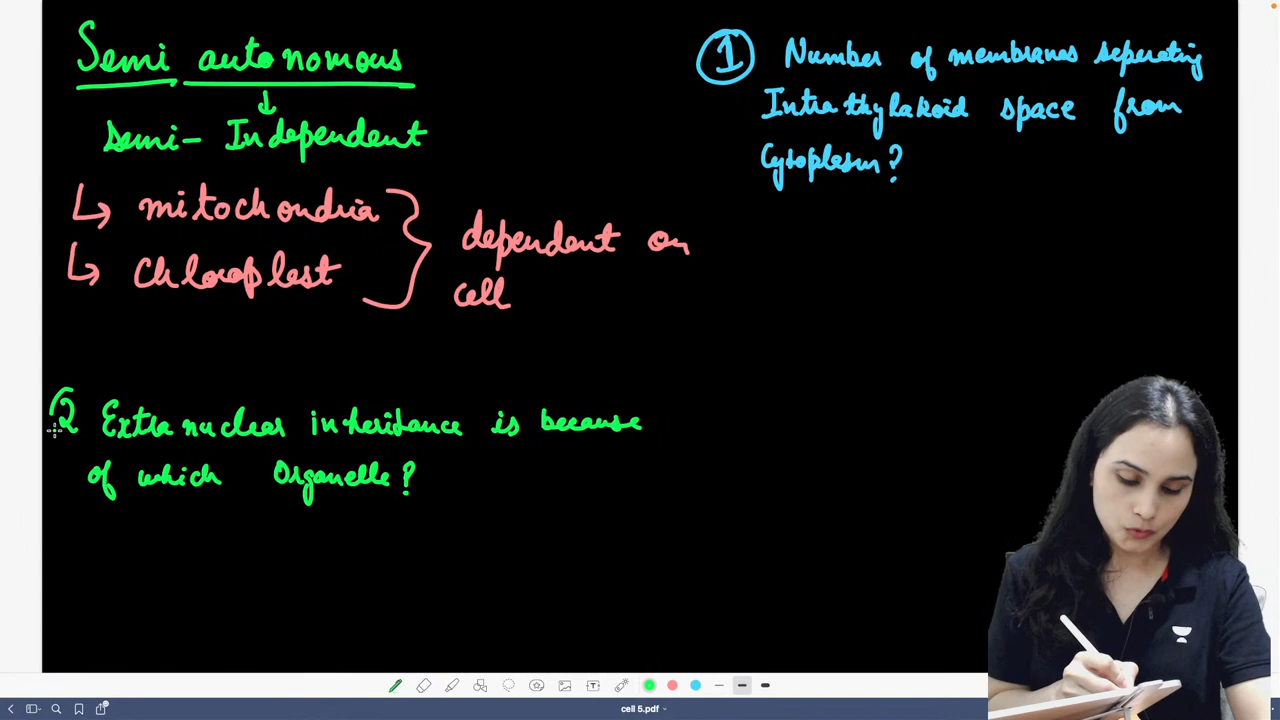 Semi autonomous
semi- Independent
mitochondria
chloroplast
dependent on
cell
Q Extra nuclear inheritance is because
of which Organelle?
1 Number of membranes seperating
Intra thylakoid space from
Cytoplasm?
cell 5.pdf